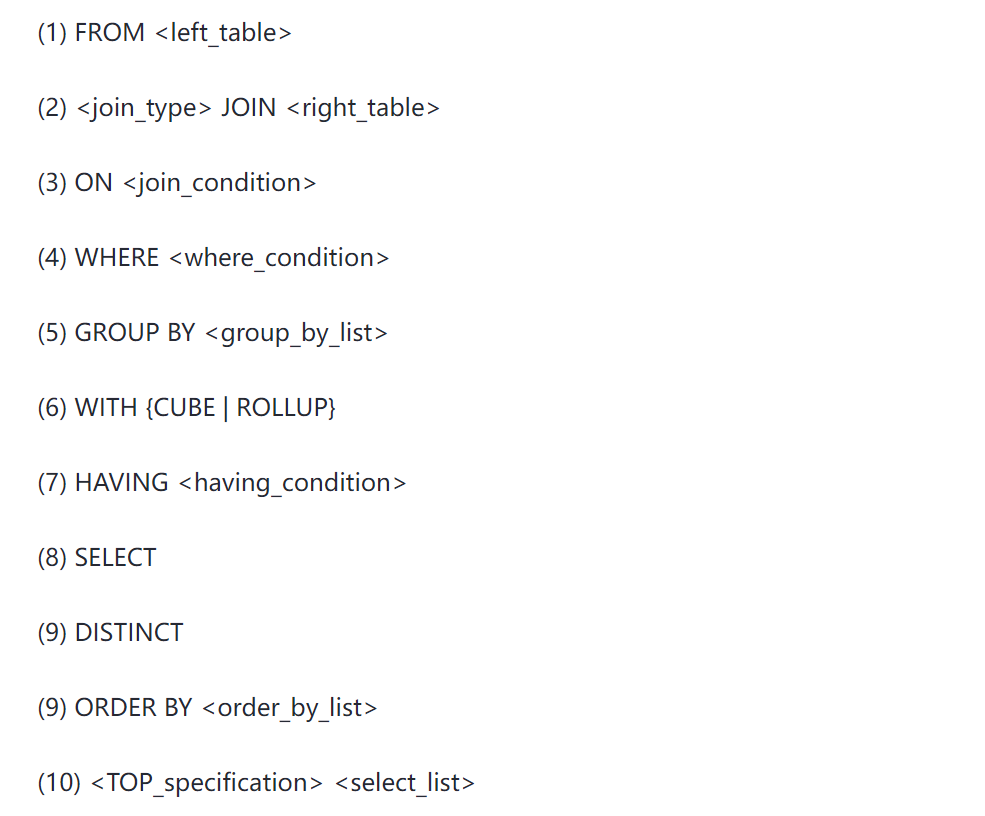 (1) FROM <left_table>
(2) <join_type> JOIN <right_table>
(3) ON <join_condition>
(4) WHERE <where_condition>
(5) GROUP BY <group_by_list>
(6) WITH {CUBE | ROLLUP}
(7) HAVING <having_condition>
(8) SELECT
(9) DISTINCT
(9) ORDER BY <order_by_list>
(10) <TOP_specification> <select_list>